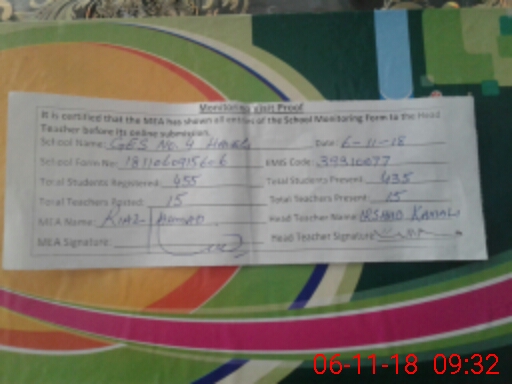 Monitoring Visit Proof
It is certified that the MEA has shown all entries of the School Monitoring Form to the Head
Teacher before its online submission.
School Name: GES No. 4 Date: 6-11-18
School Form No: EMIS Code: 39310077
Total Students Registered: 455 Total Students Present: 435
Total Teachers Posted: 15 Total Teachers Present: 15
MEA Name: Head Teacher Name: IRSHAD
MEA Signature: Head Teacher Signature:
06-11-18 09:32